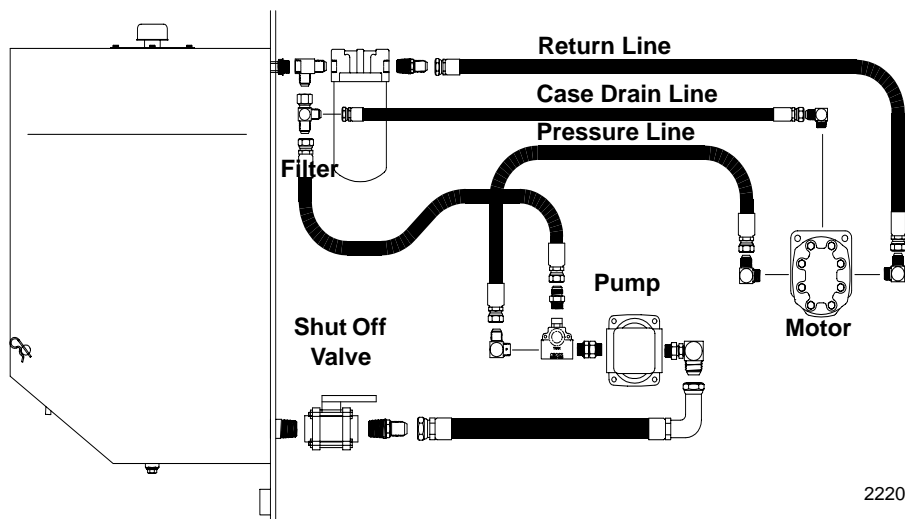 Return Line
Case Drain Line
Pressure Line
Filter
Pump
Shut Off
Valve
Motor
2220